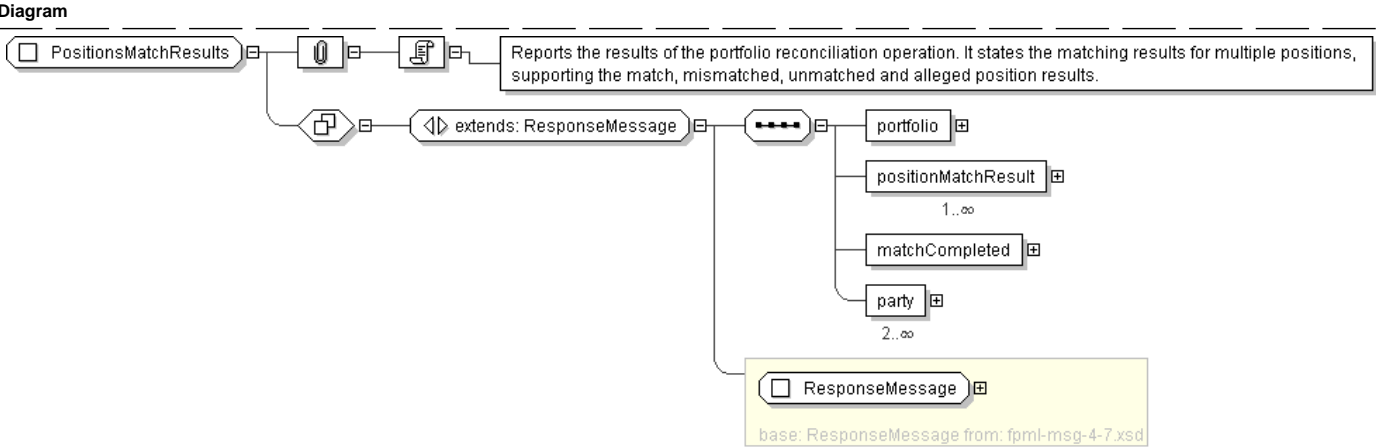 Diagram
PositionsMatchResults
Reports the results of the portfolio reconciliation operation. It states the matching results for multiple positions,
supporting the match, mismatched, unmatched and alleged position results.
extends: ResponseMessage
portfolio
positionMatchResult
1..∞
matchCompleted
party
2..∞
ResponseMessage
base: ResponseMessage from: fpml-msg-4-7.xsd